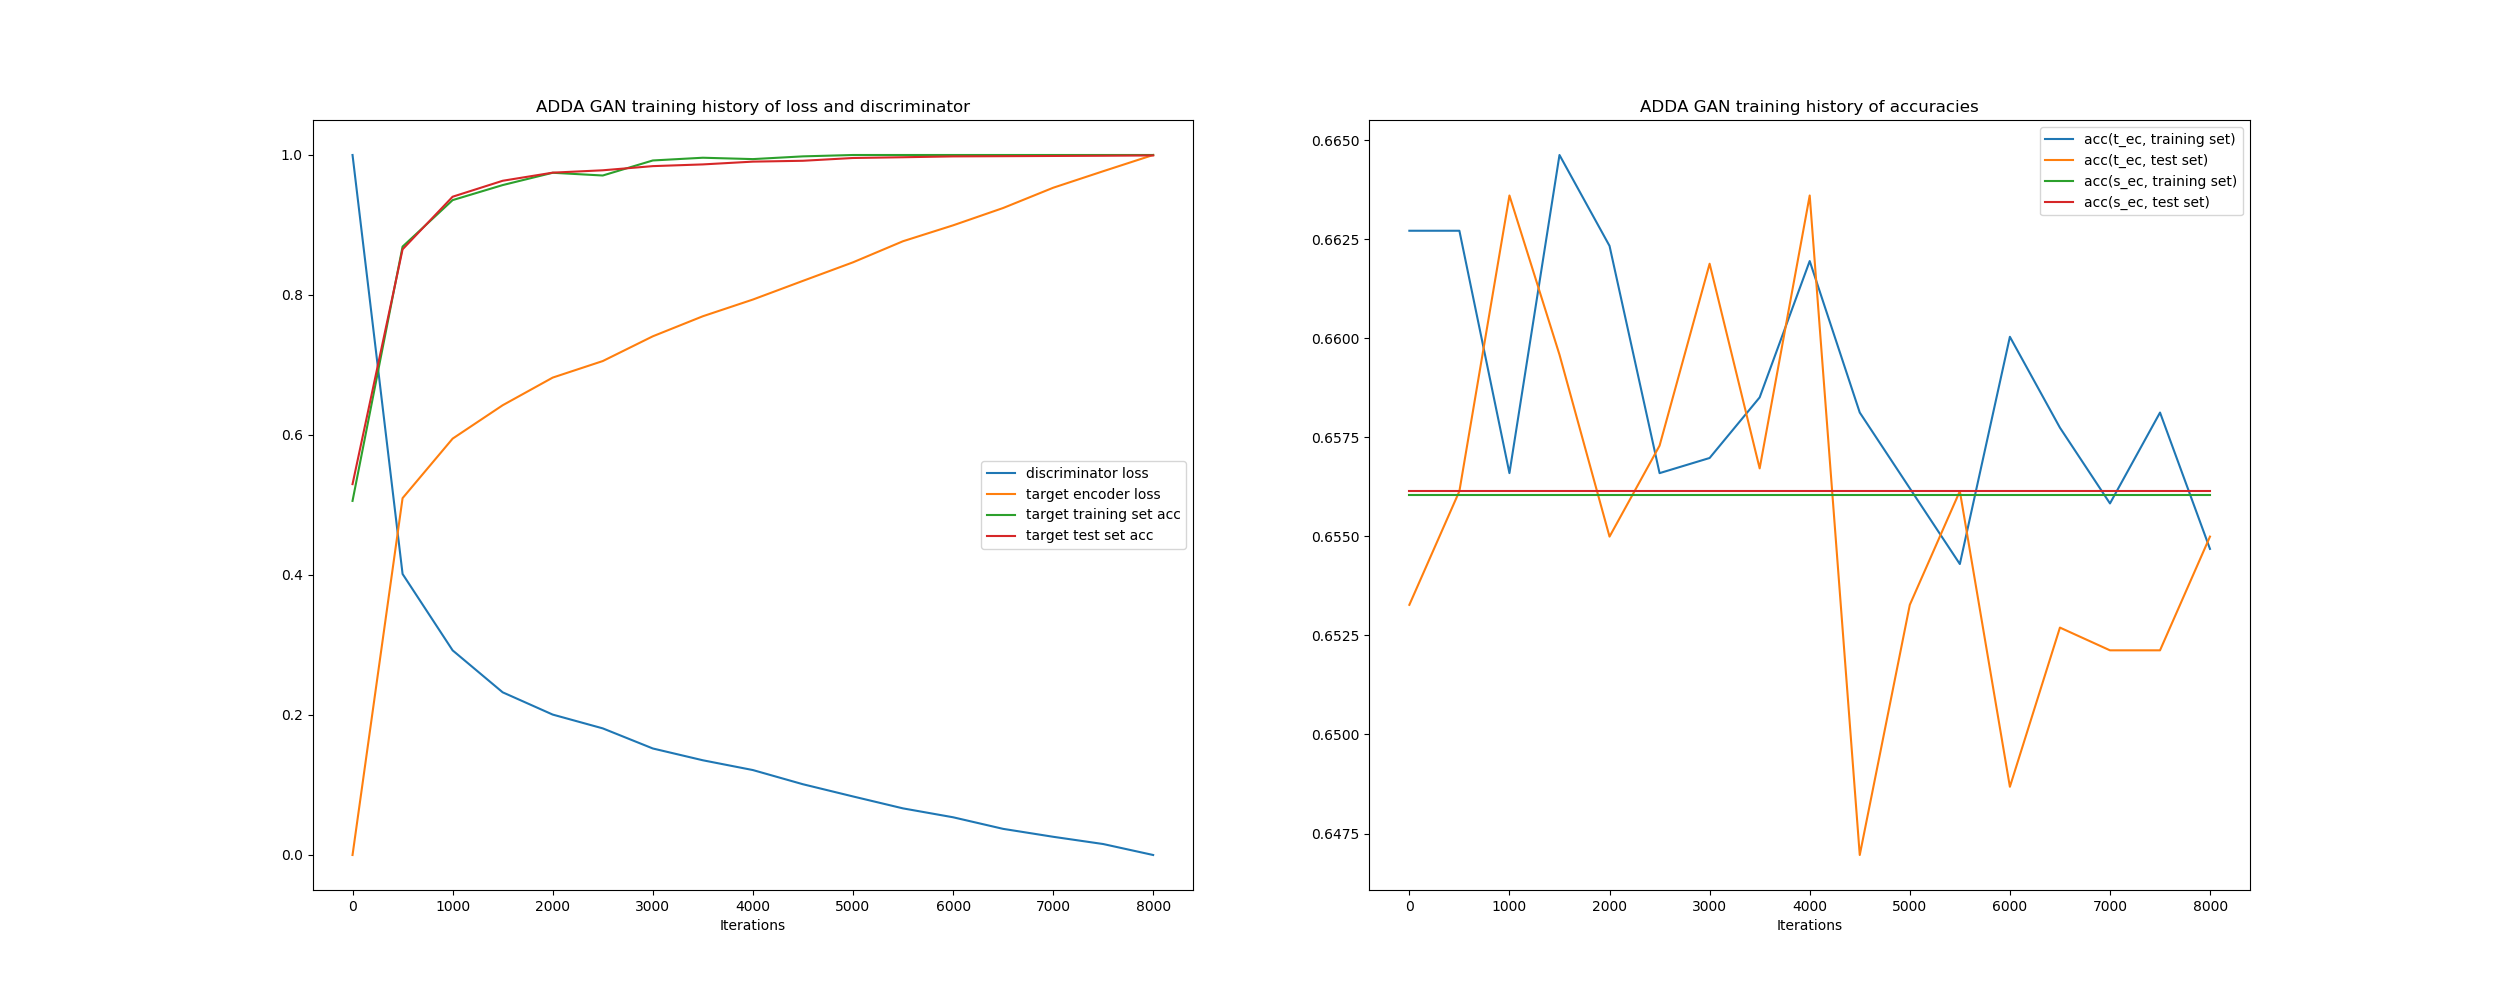 ADDA GAN training history of loss and discriminator
1.0
0.8
0.6
0.4
0.2
0.0
discriminator loss
target encoder loss
target training set acc
target test set acc
0 1000 2000 3000 4000 5000 6000 7000 8000
Iterations
ADDA GAN training history of accuracies
0.6650
0.6625
0.6600
0.6575
0.6550
0.6525
0.6500
0.6475
acc(t_ec, training set)
acc(t_ec, test set)
acc(s_ec, training set)
acc(s_ec, test set)
0 1000 2000 3000 4000 5000 6000 7000 8000
Iterations